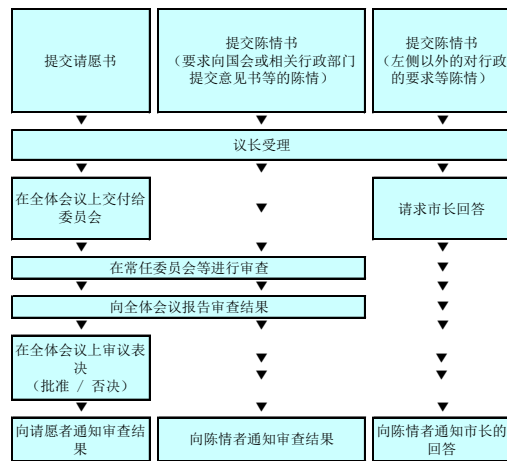 提交请愿书
提交陈情书
（要求向国会或相关行政部门
提交意见书等的陈情）
提交陈情书
（左侧以外的对行政
的要求等陈情）
议长受理
在全体会议上交付给
委员会
请求市长回答
在常任委员会等进行审查
向全体会议报告审查结果
在全体会议上审议表
决
（批准 / 否决）
向请愿者通知审查结
果
向陈情者通知审查结果
向陈情者通知市长的
回答